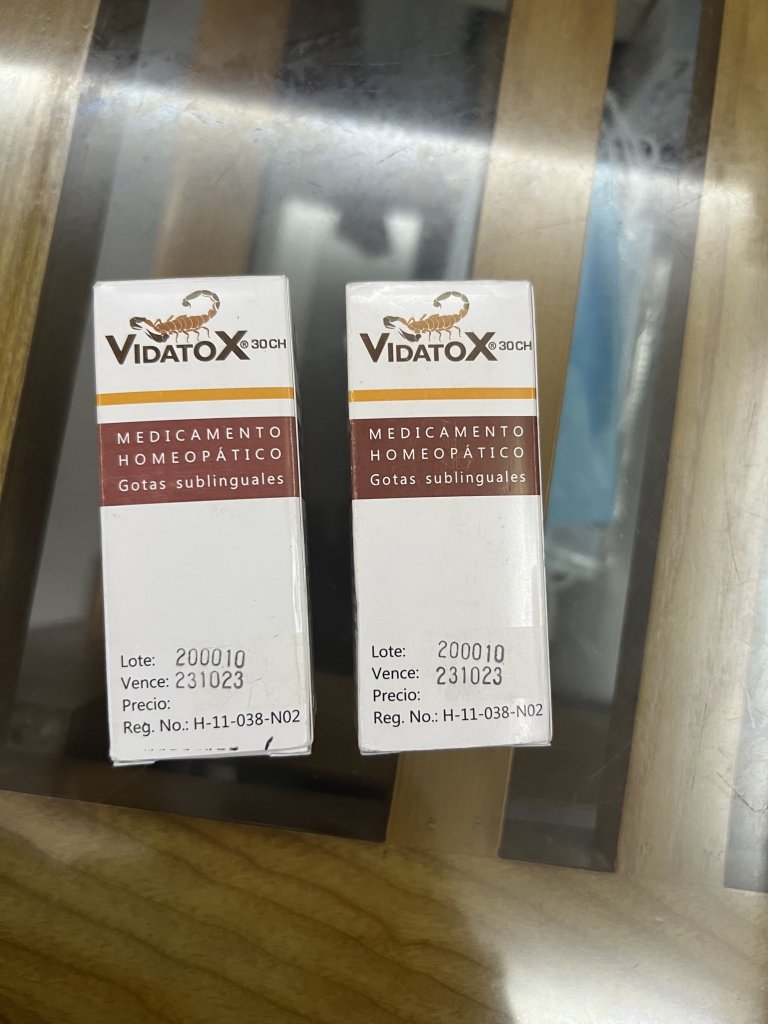 VIDATOX® 30CH
MEDICAMENTO
HOMEOPÁTICO
Gotas sublinguales
Lote: 200010
Vence: 231023
Precio:
Reg. No.: H-11-038-N02
VIDATOX® 30CH
MEDICAMENTO
HOMEOPÁTICO
Gotas sublinguales
Lote: 200010
Vence: 231023
Precio:
Reg. No.: H-11-038-N02